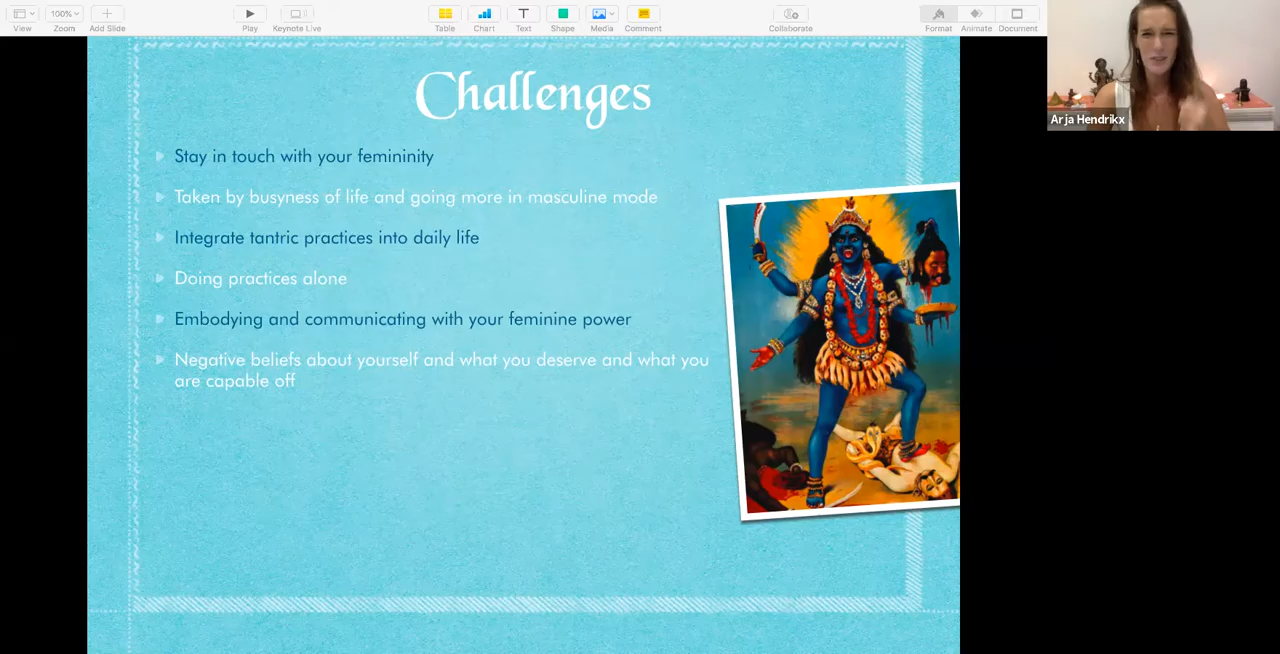 100%
View
Zoom
Add Slide
Play
Keynote Live
Table
Chart
Text
Shape
Media
Comment
Collaborate
Format
Animate
Document
Arja Hendrikx
Challenges
Stay in touch with your femininity
Taken by busyness of life and going more in masculine mode
Integrate tantric practices into daily life
Doing practices alone
Embodying and communicating with your feminine power
Negative beliefs about yourself and what you deserve and what you
are capable off